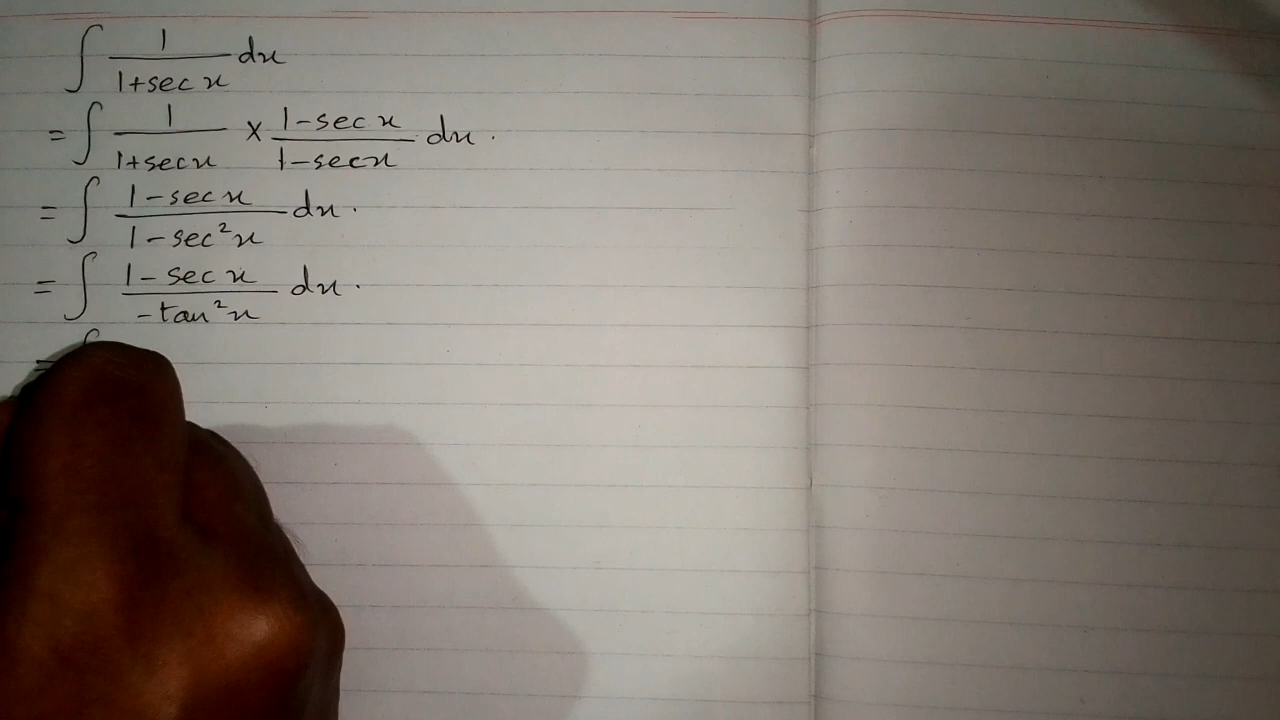 ∫ 1/(1+sec x) dx
= ∫ 1/(1+sec x) × (1-sec x)/(1-sec x) dx.
= ∫ (1-sec x)/(1-sec²x) dx.
= ∫ (1-sec x)/(-tan²x) dx.
= ∫